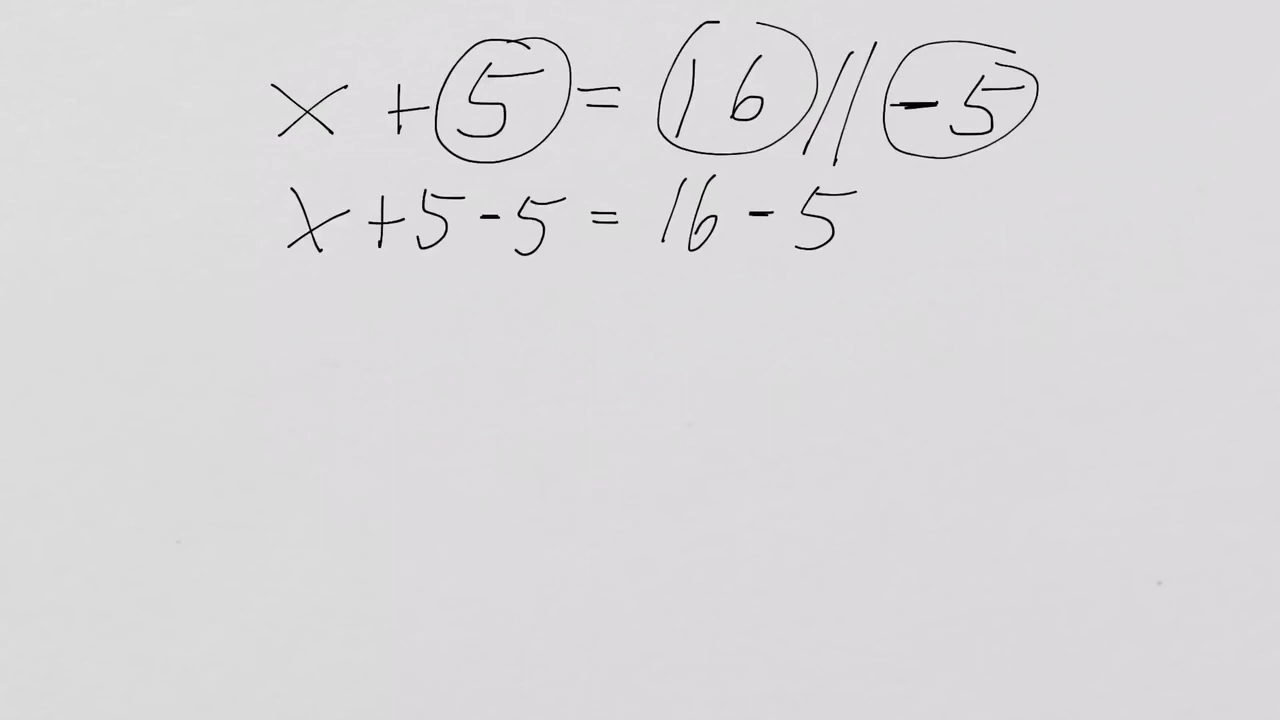 x + 5 = 16 // - 5
x + 5 - 5 = 16 - 5